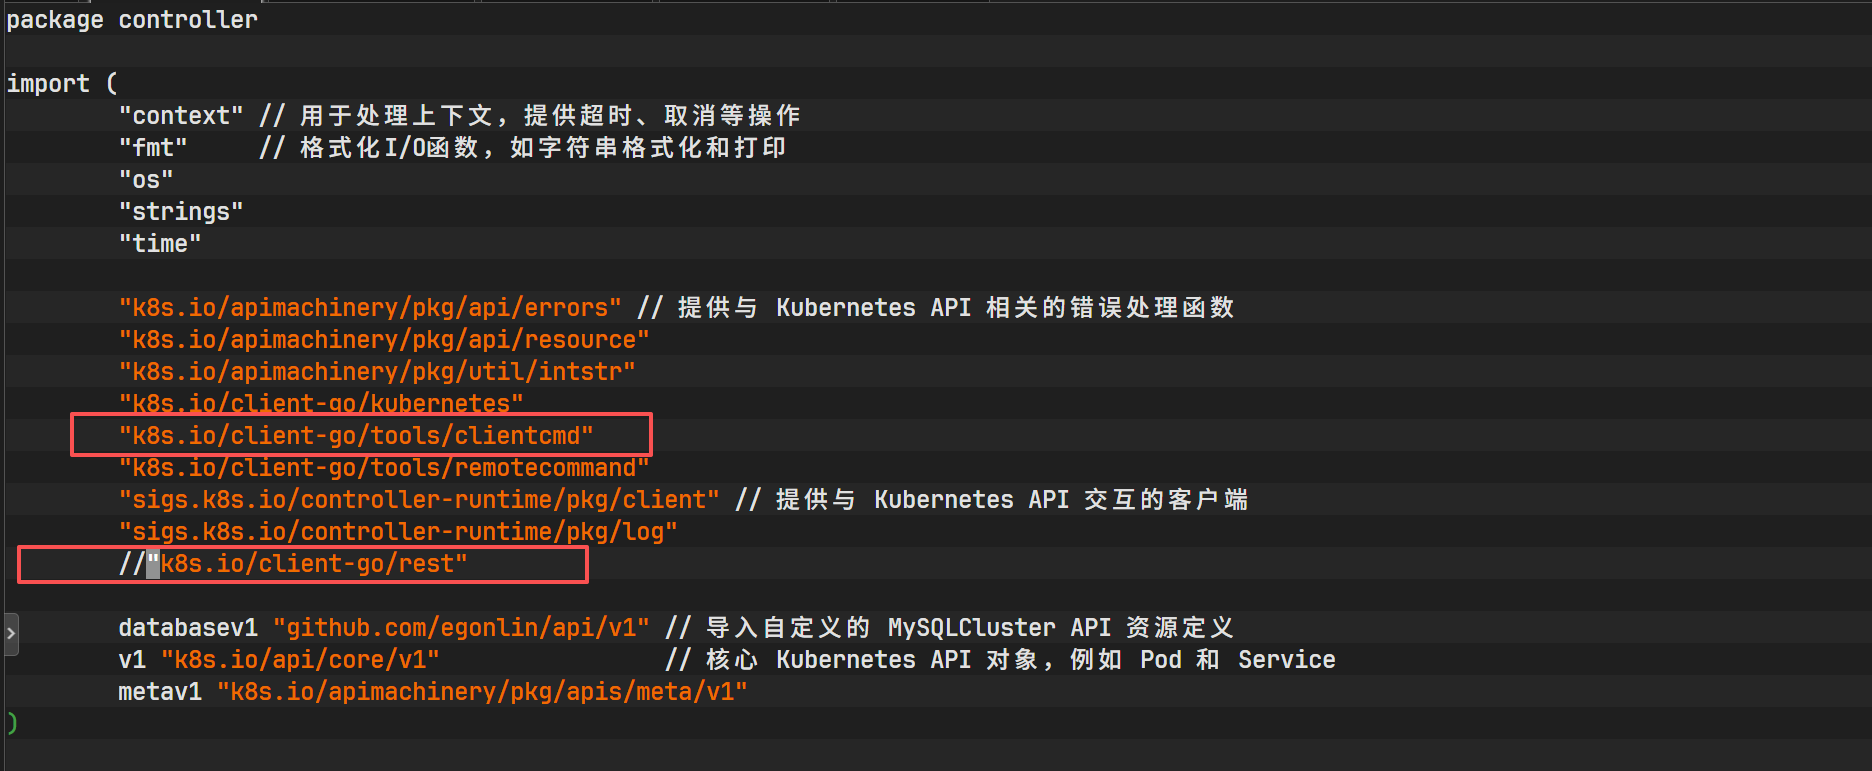 package controller
import (
"context" // 用于处理上下文，提供超时、取消等操作
"fmt"     // 格式化I/O函数，如字符串格式化和打印
"os"
"strings"
"time"
"k8s.io/apimachinery/pkg/api/errors" // 提供与 Kubernetes API 相关的错误处理函数
"k8s.io/apimachinery/pkg/api/resource"
"k8s.io/apimachinery/pkg/util/intstr"
"k8s.io/client-go/kubernetes"
"k8s.io/client-go/tools/clientcmd"
"k8s.io/client-go/tools/remotecommand"
"sigs.k8s.io/controller-runtime/pkg/client" // 提供与 Kubernetes API 交互的客户端
"sigs.k8s.io/controller-runtime/pkg/log"
//"k8s.io/client-go/rest"
databasev1 "github.com/egonlin/api/v1" // 导入自定义的 MySQLCluster API 资源定义
v1 "k8s.io/api/core/v1"                // 核心 Kubernetes API 对象，例如 Pod 和 Service
metav1 "k8s.io/apimachinery/pkg/apis/meta/v1"
)